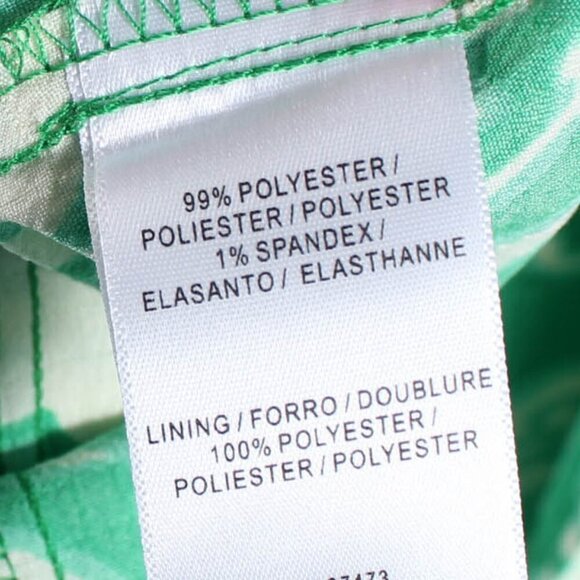 99% POLYESTER /
POLIESTER / POLYESTER
1% SPANDEX /
ELASANTO / ELASTHANNE
LINING / FORRO / DOUBLURE
100% POLYESTER /
POLIESTER / POLYESTER